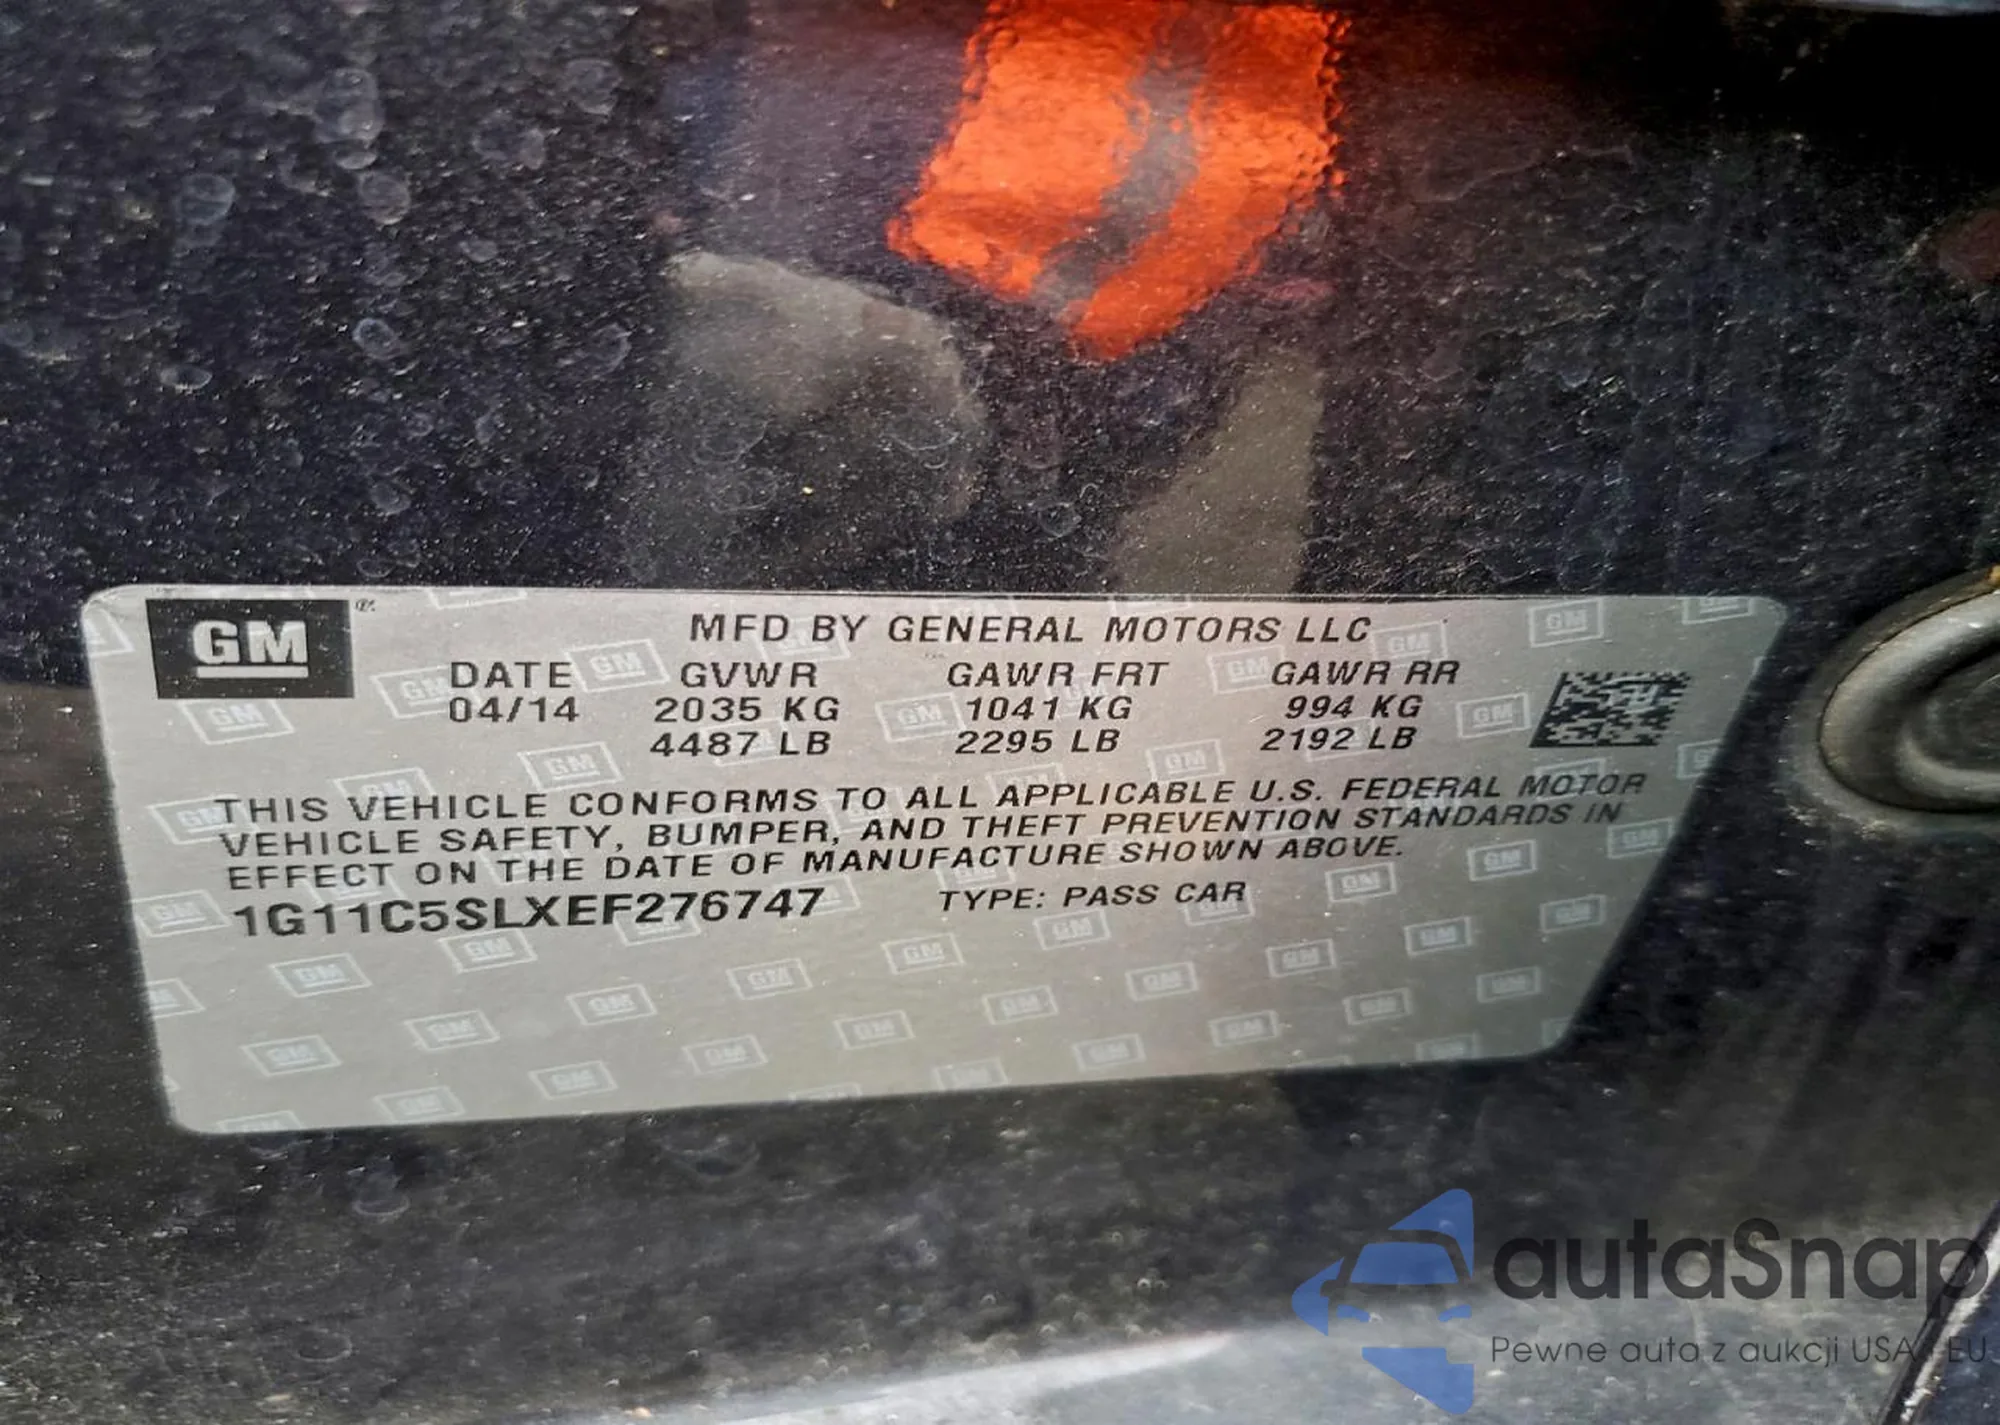 GM
MFD BY GENERAL MOTORS LLC
DATE GVWR GAWR FRT GAWR RR
04/14 2035 KG 1041 KG 994 KG
4487 LB 2295 LB 2192 LB
THIS VEHICLE CONFORMS TO ALL APPLICABLE U.S. FEDERAL MOTOR
VEHICLE SAFETY, BUMPER, AND THEFT PREVENTION STANDARDS IN
EFFECT ON THE DATE OF MANUFACTURE SHOWN ABOVE.
1G11C5SLXEF276747 TYPE: PASS CAR
autaSnap
Pewne auta z aukcji USA EU